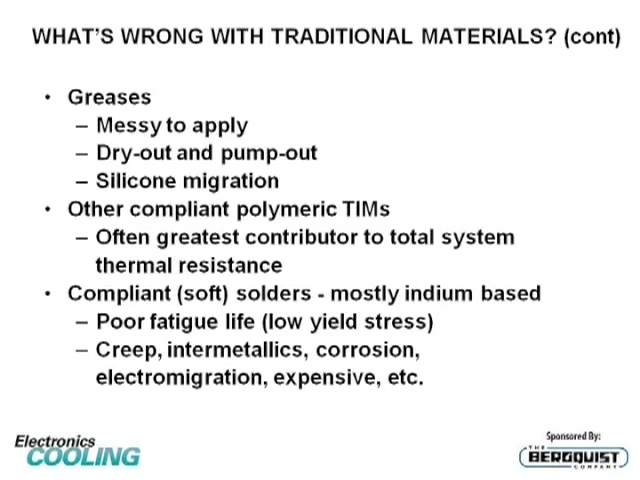 WHAT'S WRONG WITH TRADITIONAL MATERIALS? (cont)
• Greases
– Messy to apply
– Dry-out and pump-out
– Silicone migration
• Other compliant polymeric TIMs
– Often greatest contributor to total system
thermal resistance
• Compliant (soft) solders - mostly indium based
– Poor fatigue life (low yield stress)
– Creep, intermetallics, corrosion,
electromigration, expensive, etc.
Electronics
COOLING
Sponsored By:
THE
BERGQUIST
COMPANY